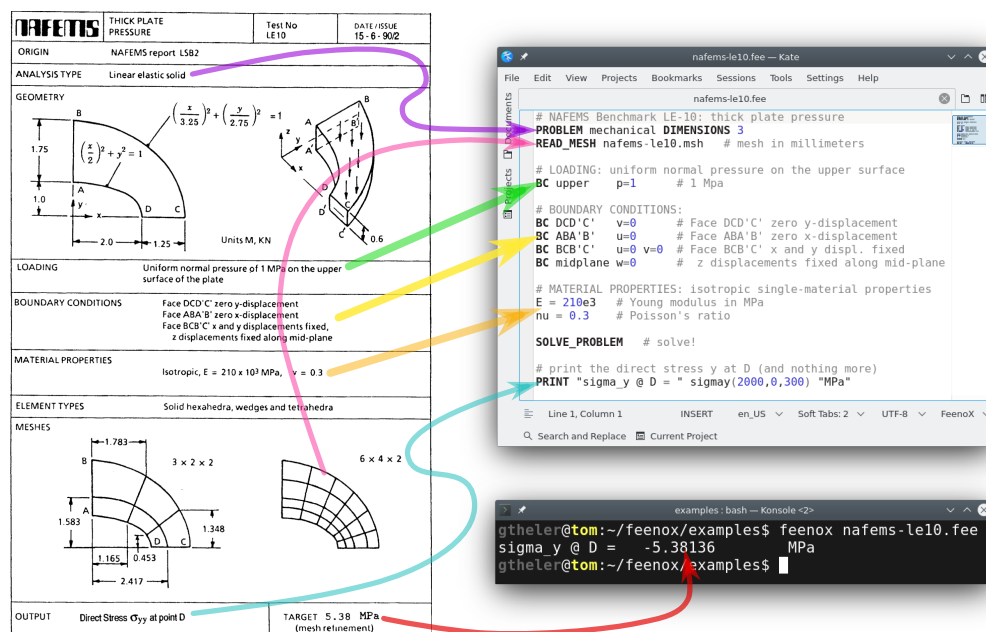 NAFEMS
THICK PLATE
PRESSURE
Test No
LE10
DATE/ISSUE
15-6-90/2
ORIGIN
NAFEMS report LSB2
ANALYSIS TYPE
Linear elastic solid
GEOMETRY
B
(x/3.25)² + (y/2.75)² = 1
(x/2)² + y² = 1
1.75
1.0
A
y
x
D
C
2.0
1.25
Units M, KN
B
A
B'
z
y
A'
x
D
D'
C
C'
0.6
LOADING
Uniform normal pressure of 1 MPa on the upper
surface of the plate
BOUNDARY CONDITIONS
Face DCD'C' zero y-displacement
Face ABA'B' zero x-displacement
Face BCB'C' x and y displacements fixed,
z displacements fixed along mid-plane
MATERIAL PROPERTIES
Isotropic, E = 210 x 10³ MPa, ν = 0.3
ELEMENT TYPES
Solid hexahedra, wedges and tetrahedra
MESHES
1.783
B
3 x 2 x 2
6 x 4 x 2
A
1.583
D
C
1.348
1.165
0.453
2.417
OUTPUT
Direct Stress σyy at point D
TARGET 5.38 MPa
(mesh refinement)
nafems-le10.fee — Kate
File Edit View Projects Bookmarks Sessions Tools Settings Help
nafems-le10.fee
Documents
Projects
# NAFEMS Benchmark LE-10: thick plate pressure
PROBLEM mechanical DIMENSIONS 3
READ_MESH nafems-le10.msh # mesh in millimeters
# LOADING: uniform normal pressure on the upper surface
BC upper p=1 # 1 Mpa
# BOUNDARY CONDITIONS:
BC DCD'C' v=0 # Face DCD'C' zero y-displacement
BC ABA'B' u=0 # Face ABA'B' zero x-displacement
BC BCB'C' u=0 v=0 # Face BCB'C' x and y displ. fixed
BC midplane w=0 # z displacements fixed along mid-plane
# MATERIAL PROPERTIES: isotropic single-material properties
E = 210e3 # Young modulus in MPa
nu = 0.3 # Poisson's ratio
SOLVE_PROBLEM # solve!
# print the direct stress y at D (and nothing more)
PRINT "sigma_y @ D = " sigmay(2000,0,300) "MPa"
Line 1, Column 1 INSERT en_US Soft Tabs: 2 UTF-8 FeenoX
Search and Replace Current Project
examples : bash — Konsole <2>
gtheler@tom:~/feenox/examples$ feenox nafems-le10.fee
sigma_y @ D = -5.38136 MPa
gtheler@tom:~/feenox/examples$